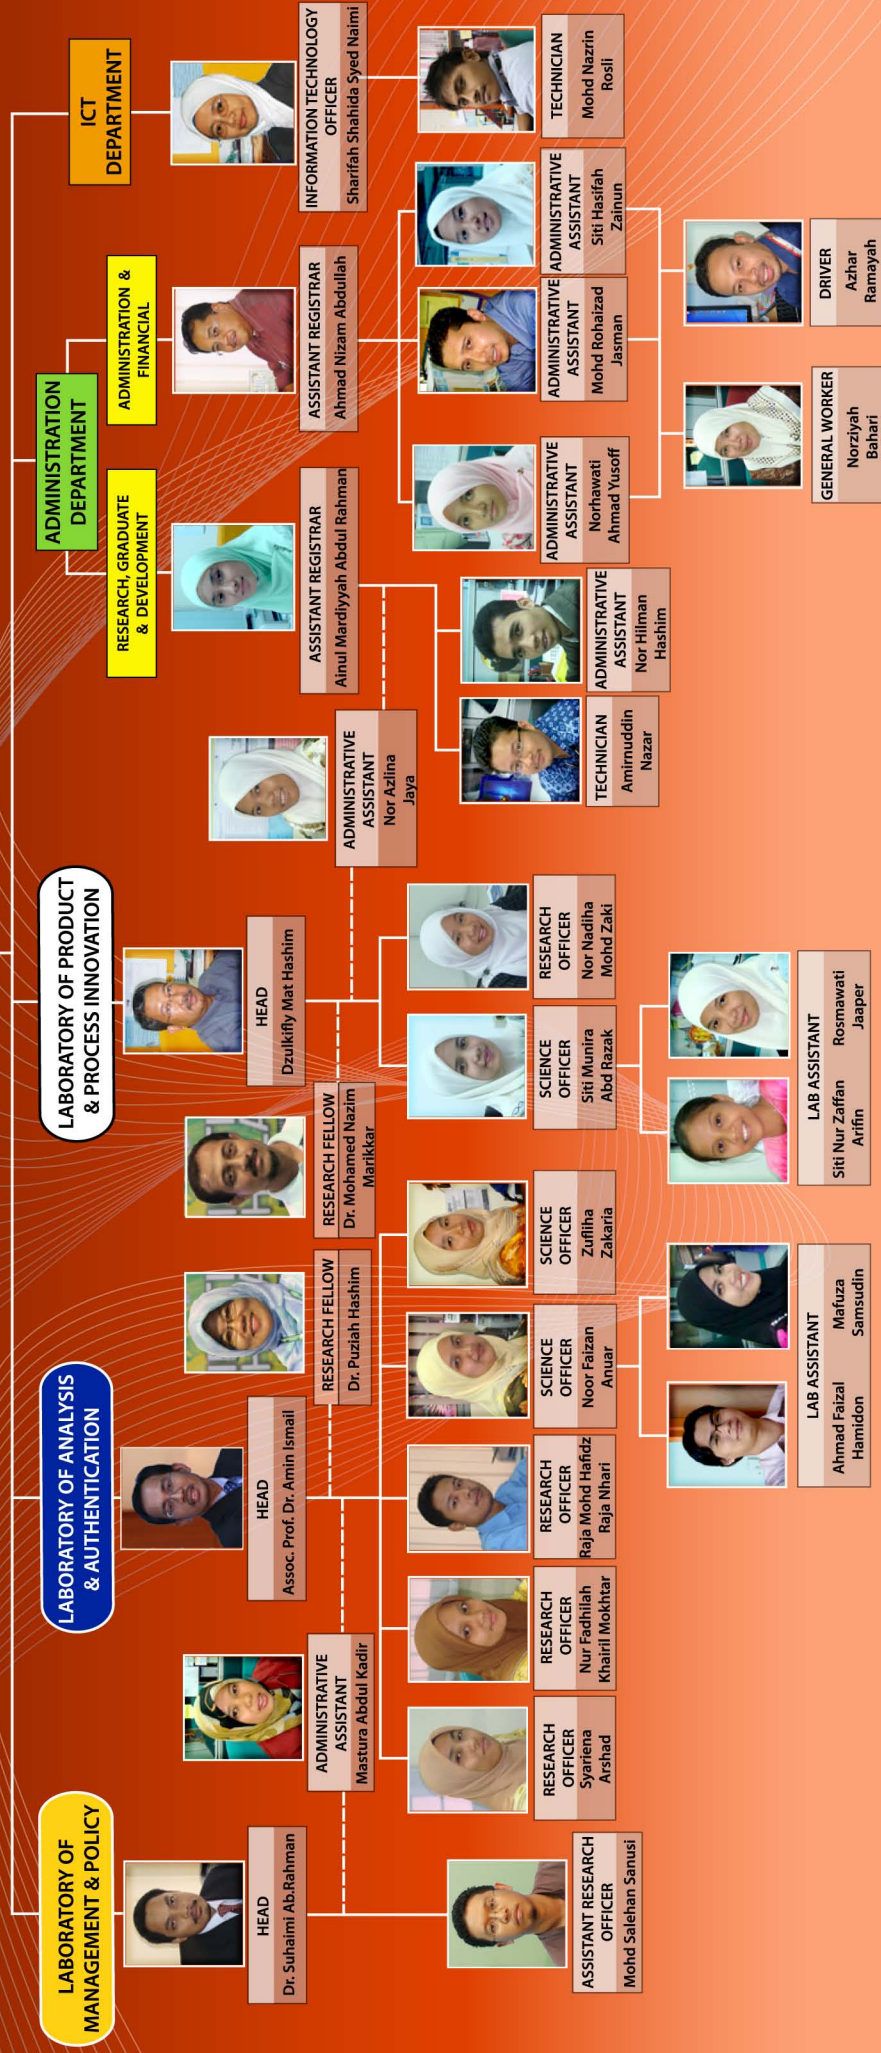 LABORATORY OF
MANAGEMENT & POLICY
HEAD
Dr. Suhaimi Ab.Rahman
ASSISTANT RESEARCH
OFFICER
Mohd Salehan Sanusi
ADMINISTRATIVE
ASSISTANT
Mastura Abdul Kadir
LABORATORY OF ANALYSIS
& AUTHENTICATION
HEAD
Assoc. Prof. Dr. Amin Ismail
RESEARCH FELLOW
Dr. Puziah Hashim
RESEARCH
OFFICER
Syariena
Arshad
RESEARCH
OFFICER
Nur Fadhilah
Khairil Mokhtar
RESEARCH
OFFICER
Raja Mohd Hafidz
Raja Nhari
SCIENCE
OFFICER
Noor Faizan
Anuar
SCIENCE
OFFICER
Zufliha
Zakaria
LAB ASSISTANT
Ahmad Faizal
Hamidon
Mafuza
Samsudin
LABORATORY OF PRODUCT
& PROCESS INNOVATION
HEAD
Dzulkifly Mat Hashim
RESEARCH FELLOW
Dr. Mohamed Nazim
Marikkar
SCIENCE
OFFICER
Siti Munira
Abd Razak
RESEARCH
OFFICER
Nor Nadiha
Mohd Zaki
LAB ASSISTANT
Siti Nur Zaffan
Arifin
Rosmawati
Jaaper
ADMINISTRATIVE
ASSISTANT
Nor Azlina
Jaya
ADMINISTRATION
DEPARTMENT
RESEARCH, GRADUATE
& DEVELOPMENT
ASSISTANT REGISTRAR
Ainul Mardiyyah Abdul Rahman
TECHNICIAN
Amirnuddin
Nazar
ADMINISTRATIVE
ASSISTANT
Nor Hilman
Hashim
ADMINISTRATION &
FINANCIAL
ASSISTANT REGISTRAR
Ahmad Nizam Abdullah
ADMINISTRATIVE
ASSISTANT
Norhawati
Ahmad Yusoff
ADMINISTRATIVE
ASSISTANT
Mohd Rohaizad
Jasman
ADMINISTRATIVE
ASSISTANT
Siti Hasifah
Zainun
GENERAL WORKER
Norziyah
Bahari
DRIVER
Azhar
Ramayah
ICT
DEPARTMENT
INFORMATION TECHNOLOGY
OFFICER
Sharifah Shahida Syed Naimi
TECHNICIAN
Mohd Nazrin
Rosli